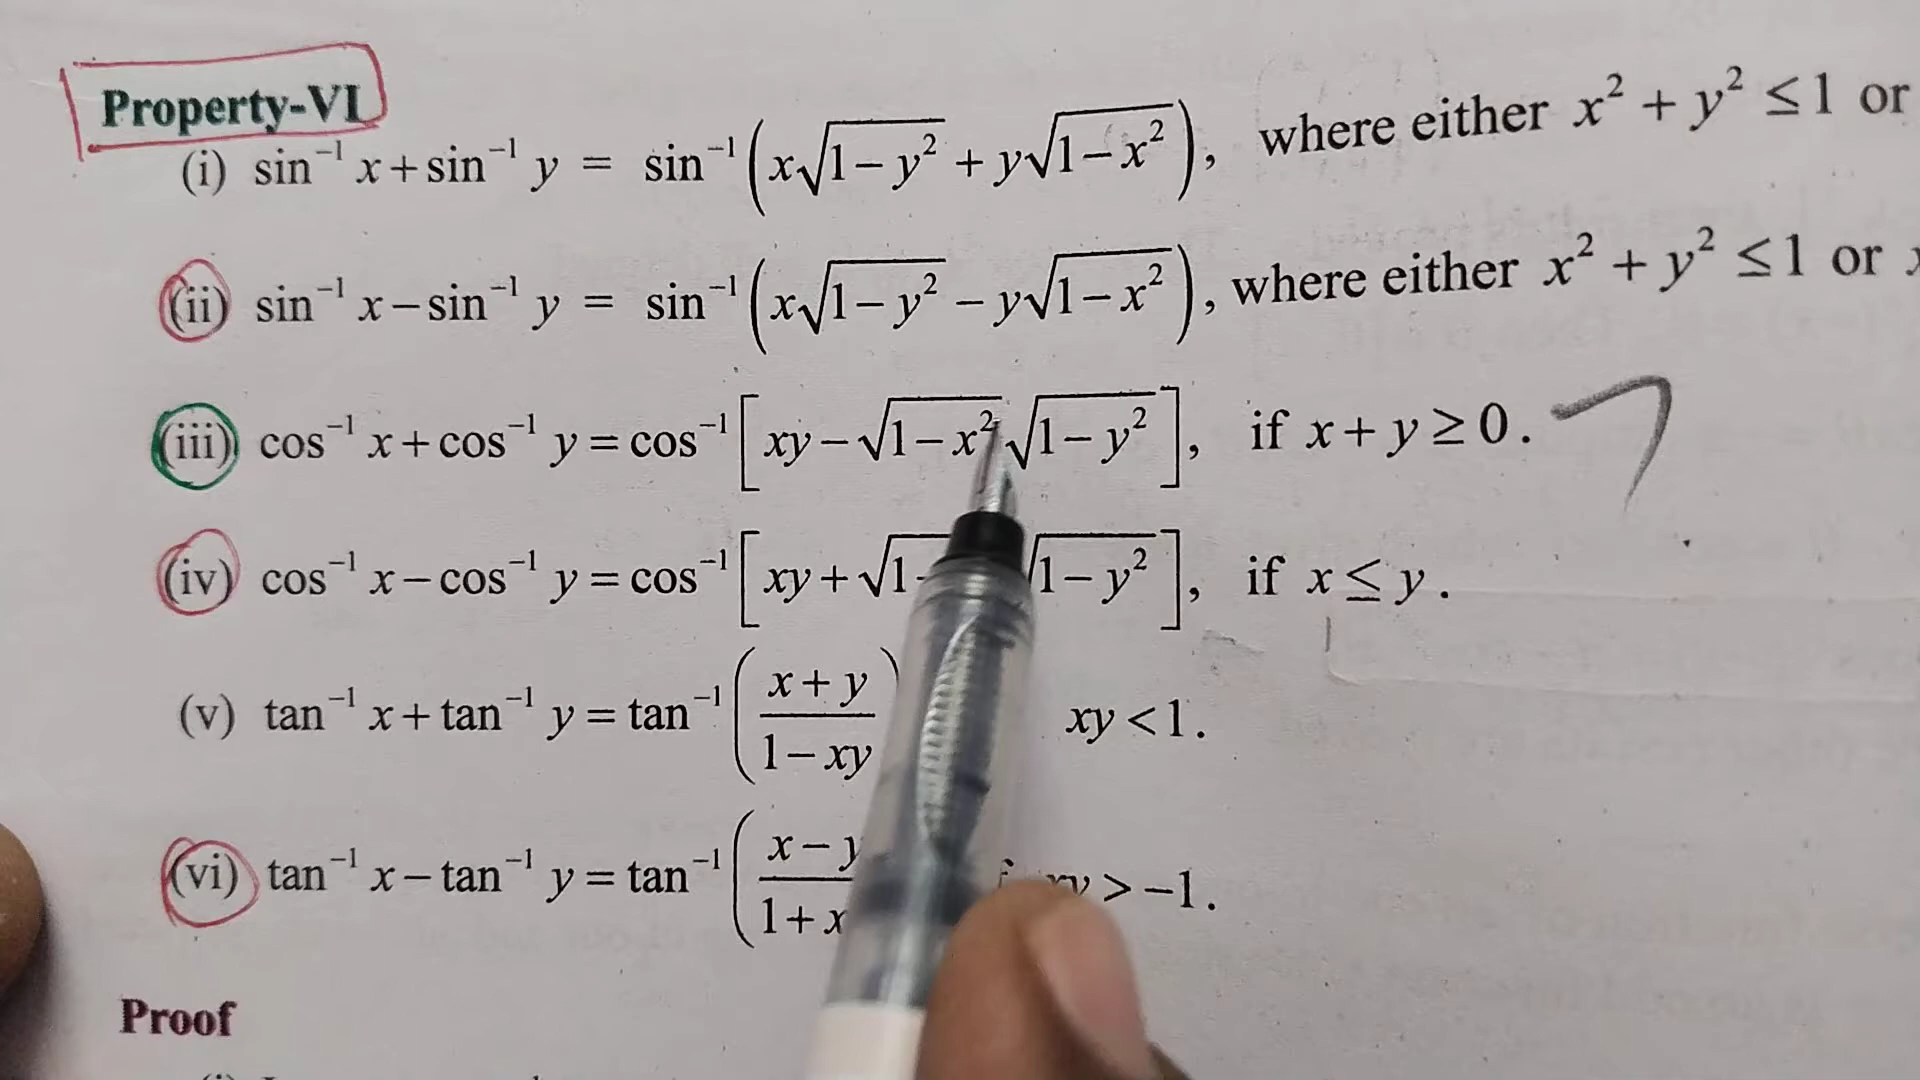 Property-VI
(i) sin⁻¹ x + sin⁻¹ y = sin⁻¹ (x√(1−y²) + y√(1−x²)), where either x² + y² ≤ 1 or
(ii) sin⁻¹ x − sin⁻¹ y = sin⁻¹ (x√(1−y²) − y√(1−x²)), where either x² + y² ≤ 1 or
(iii) cos⁻¹ x + cos⁻¹ y = cos⁻¹ [xy − √(1−x²) √(1−y²)], if x + y ≥ 0.
(iv) cos⁻¹ x − cos⁻¹ y = cos⁻¹ [xy + √1− √(1−y²)], if x ≤ y.
(v) tan⁻¹ x + tan⁻¹ y = tan⁻¹ ((x+y)/(1−xy)) xy < 1.
(vi) tan⁻¹ x − tan⁻¹ y = tan⁻¹ ((x−y)/(1+x xy > −1.
Proof